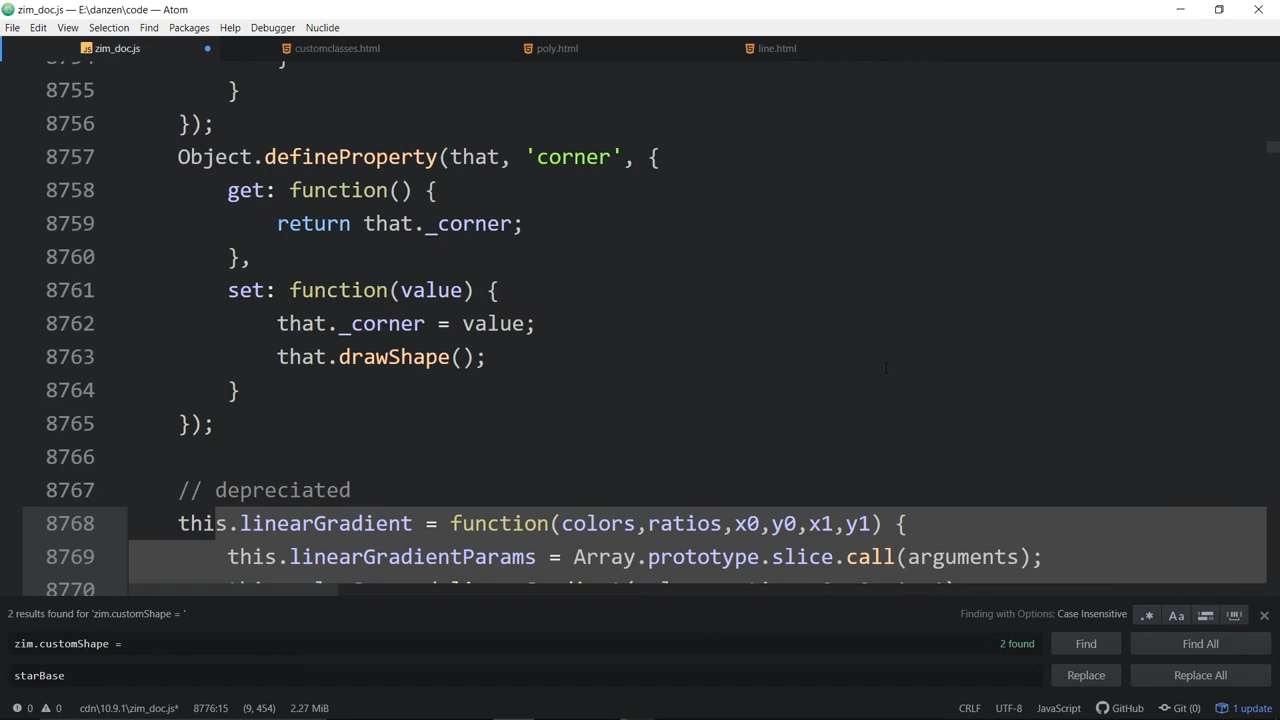 zim_doc.js — E:\danzen\code — Atom
File Edit View Selection Find Packages Help Debugger Nuclide
zim_doc.js customclasses.html poly.html line.html
8755 }
8756 });
8757 Object.defineProperty(that, 'corner', {
8758 get: function() {
8759 return that._corner;
8760 },
8761 set: function(value) {
8762 that._corner = value;
8763 that.drawShape();
8764 }
8765 });
8766
8767 // depreciated
8768 this.linearGradient = function(colors,ratios,x0,y0,x1,y1) {
8769 this.linearGradientParams = Array.prototype.slice.call(arguments);
8770
2 results found for 'zim.customShape = ' Finding with Options: Case Insensitive .* Aa
zim.customShape = 2 found Find Find All
starBase Replace Replace All
0 0 cdn\10.9.1\zim_doc.js* 8776:15 (9, 454) 2.27 MiB CRLF UTF-8 JavaScript GitHub Git (0) 1 update